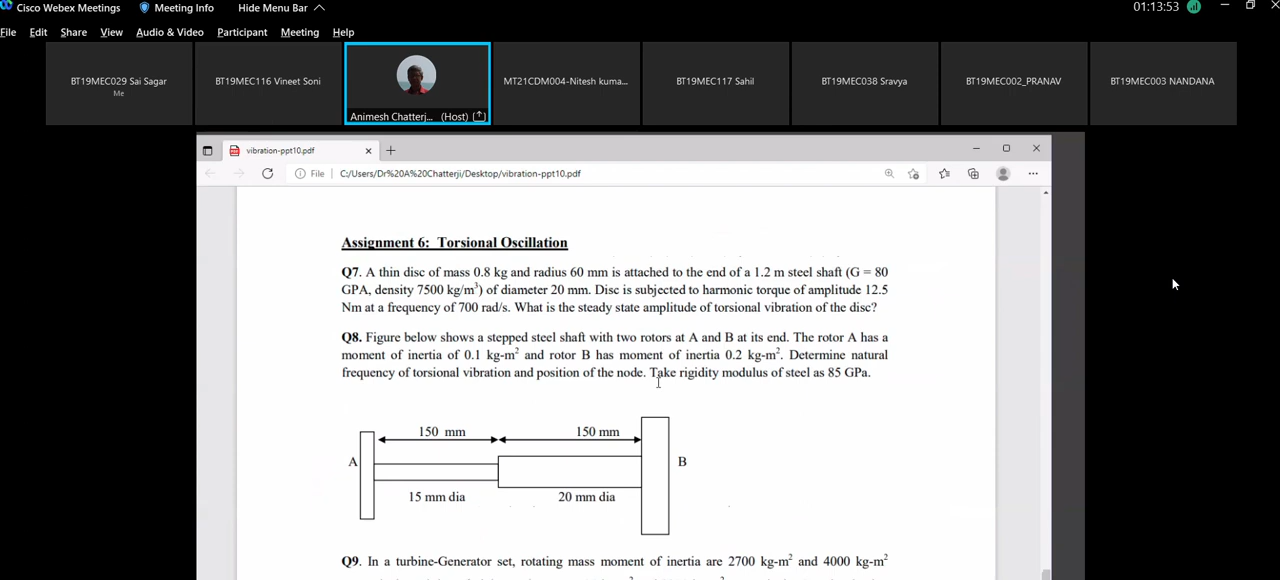 Cisco Webex Meetings Meeting Info Hide Menu Bar 01:13:53
File Edit Share View Audio & Video Participant Meeting Help
BT19MEC029 Sai Sagar
Me
BT19MEC116 Vineet Soni
Animesh Chatterj... (Host)
MT21CDM004-Nitesh kuma...
BT19MEC117 Sahil
BT19MEC038 Sravya
BT19MEC002_PRANAV
BT19MEC003 NANDANA
vibration-ppt10.pdf
File C:/Users/Dr%20A%20Chatterji/Desktop/vibration-ppt10.pdf
Assignment 6: Torsional Oscillation
Q7. A thin disc of mass 0.8 kg and radius 60 mm is attached to the end of a 1.2 m steel shaft (G = 80
GPA, density 7500 kg/m³) of diameter 20 mm. Disc is subjected to harmonic torque of amplitude 12.5
Nm at a frequency of 700 rad/s. What is the steady state amplitude of torsional vibration of the disc?
Q8. Figure below shows a stepped steel shaft with two rotors at A and B at its end. The rotor A has a
moment of inertia of 0.1 kg-m² and rotor B has moment of inertia 0.2 kg-m². Determine natural
frequency of torsional vibration and position of the node. Take rigidity modulus of steel as 85 GPa.
150 mm 150 mm
A B
15 mm dia 20 mm dia
Q9. In a turbine-Generator set, rotating mass moment of inertia are 2700 kg-m² and 4000 kg-m²